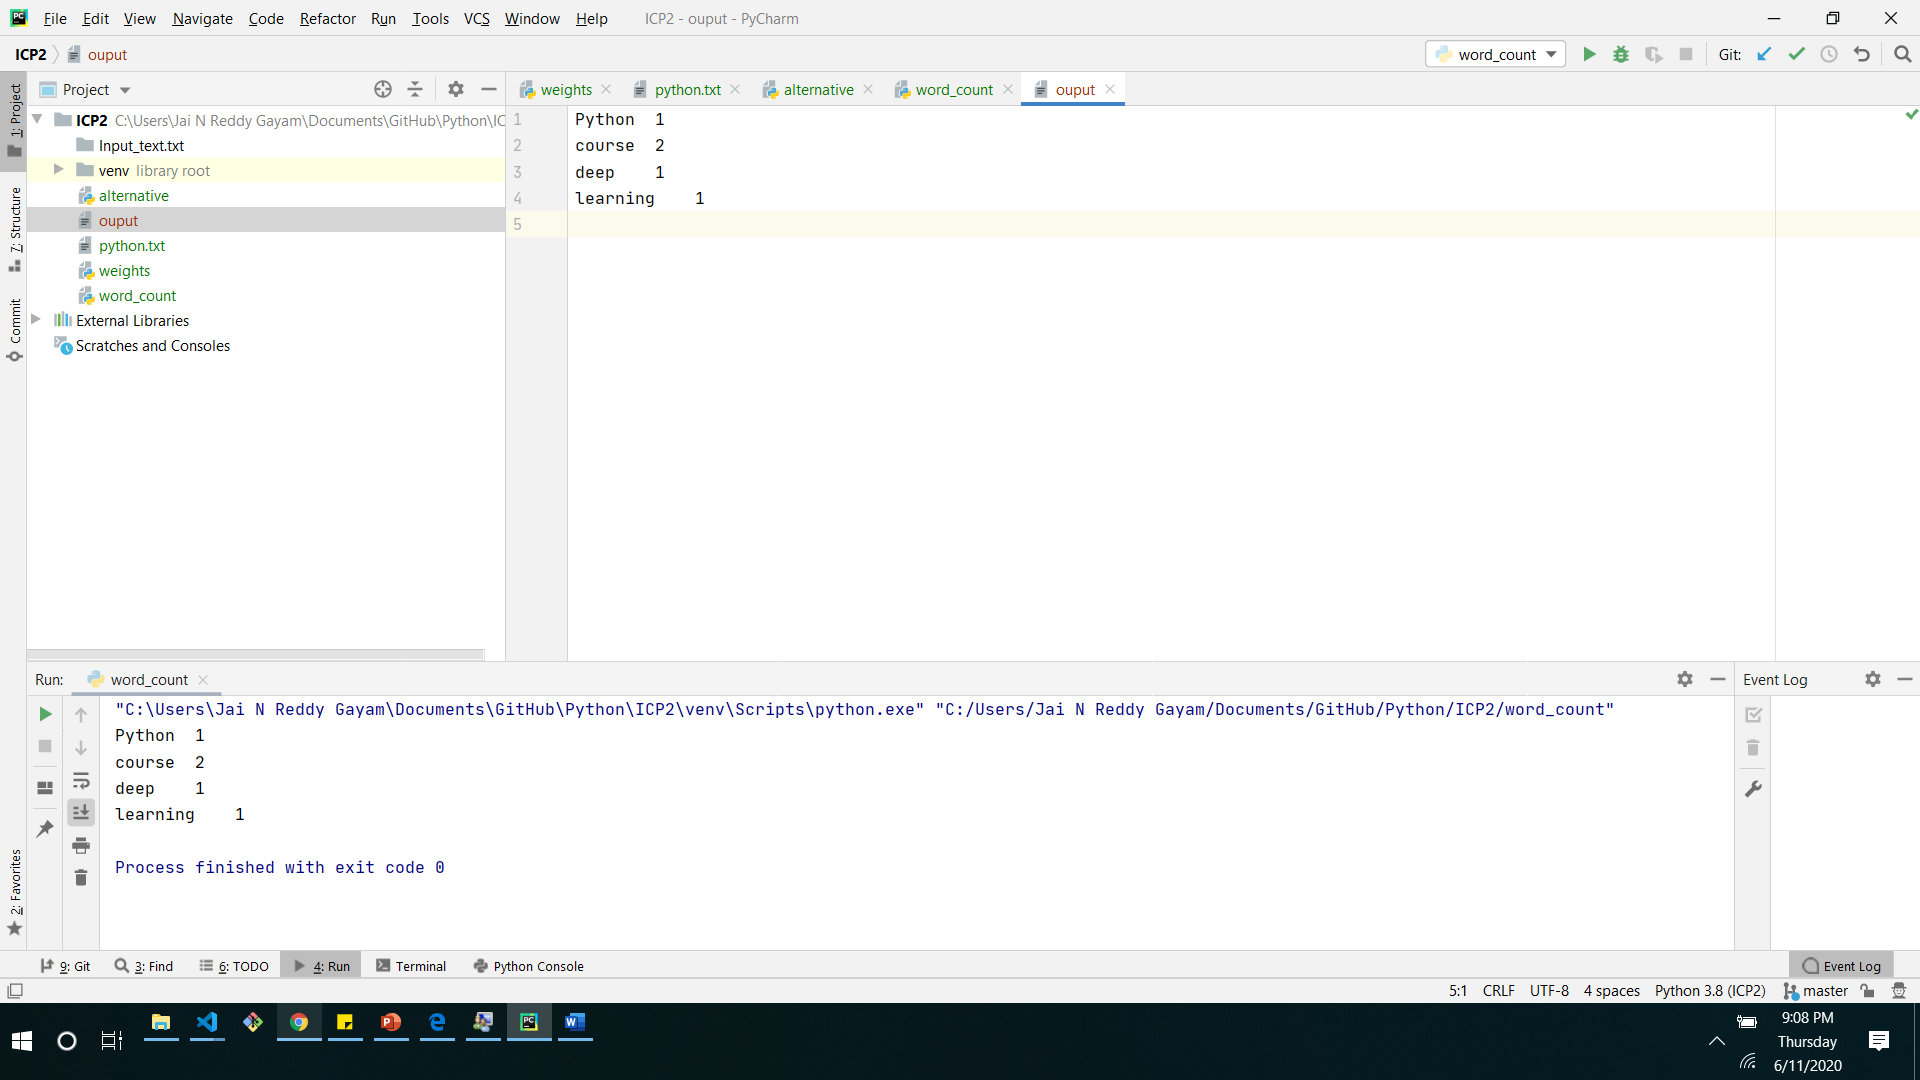 File Edit View Navigate Code Refactor Run Tools VCS Window Help ICP2 - ouput - PyCharm
ICP2 ouput word_count Git:
Project weights python.txt alternative word_count ouput
ICP2 C:\Users\Jai N Reddy Gayam\Documents\GitHub\Python\IC
Input_text.txt
venv library root
alternative
ouput
python.txt
weights
word_count
External Libraries
Scratches and Consoles
1: Project
7: Structure
Commit
2: Favorites
1 Python 1
2 course 2
3 deep 1
4 learning 1
5
Run: word_count Event Log
"C:\Users\Jai N Reddy Gayam\Documents\GitHub\Python\ICP2\venv\Scripts\python.exe" "C:/Users/Jai N Reddy Gayam/Documents/GitHub/Python/ICP2/word_count"
Python 1
course 2
deep 1
learning 1
Process finished with exit code 0
9: Git 3: Find 6: TODO 4: Run Terminal Python Console Event Log
5:1 CRLF UTF-8 4 spaces Python 3.8 (ICP2) master
9:08 PM
Thursday
6/11/2020